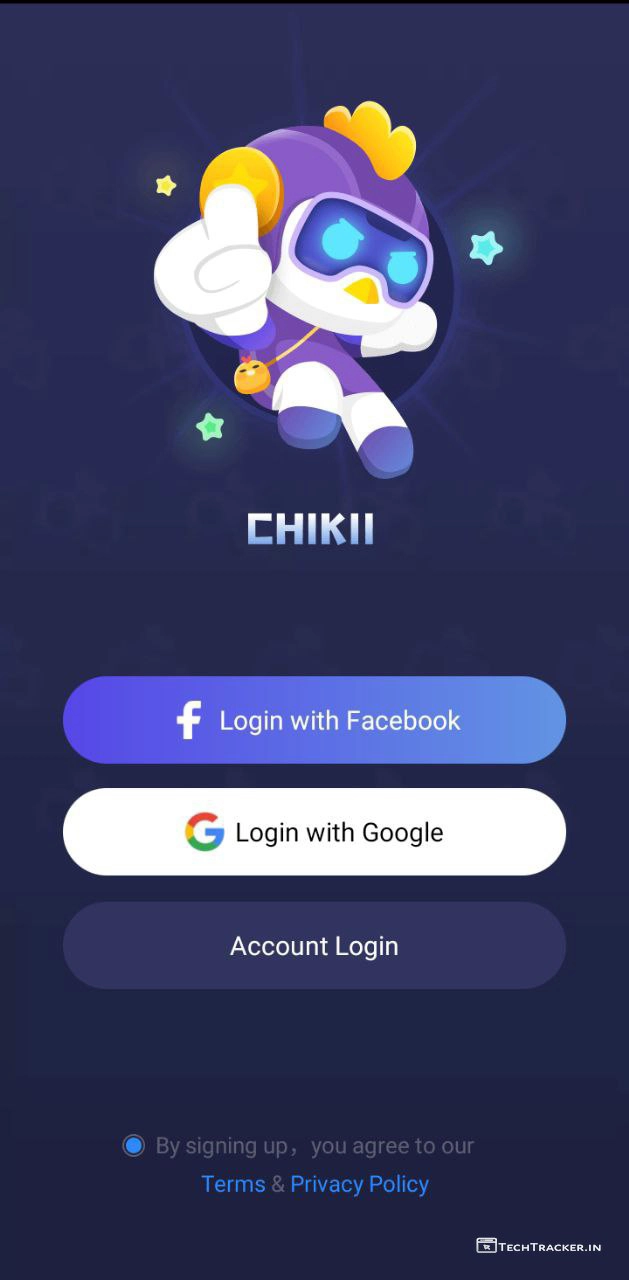 CHIKII
Login with Facebook
Login with Google
Account Login
By signing up， you agree to our
Terms & Privacy Policy
TECHTRACKER.IN